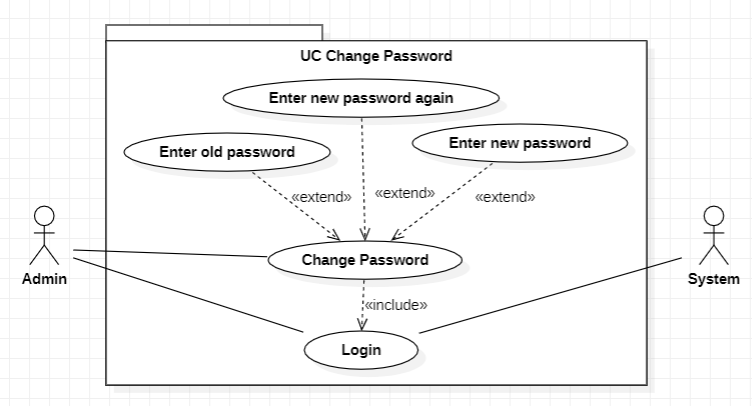 UC Change Password
Enter new password again
Enter old password
Enter new password
«extend»
«extend»
«extend»
Change Password
Admin
System
«include»
Login